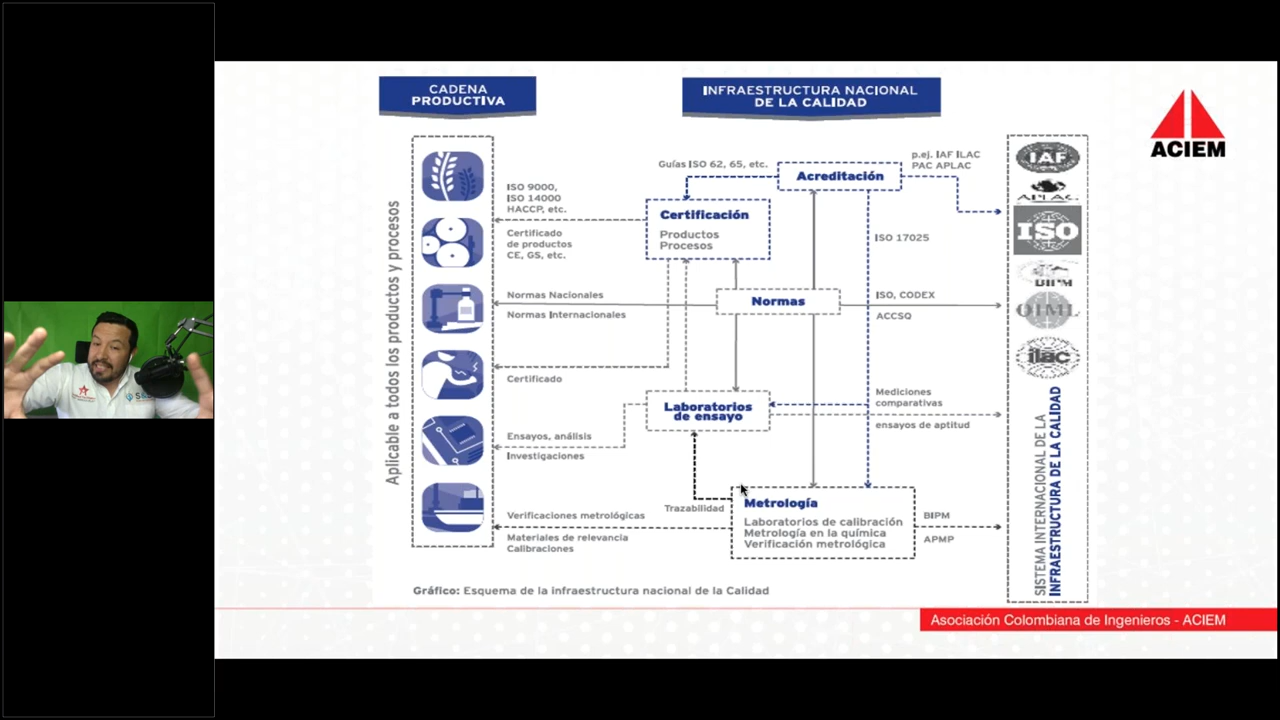 CADENA
PRODUCTIVA
INFRAESTRUCTURA NACIONAL
DE LA CALIDAD
ACIEM
Aplicable a todos los productos y procesos
Guías ISO 62, 65, etc.
Acreditación
p.ej. IAF ILAC
PAC APLAC
ISO 9000,
ISO 14000
HACCP, etc.
Certificado
de productos
CE, GS, etc.
Certificación
Productos
Procesos
ISO 17025
Normas Nacionales
Normas Internacionales
Normas
ISO, CODEX
ACCSQ
Certificado
Laboratorios
de ensayo
Mediciones
comparativas
ensayos de aptitud
Ensayos, análisis
Investigaciones
Trazabilidad
Metrología
Laboratorios de calibración
Metrología en la química
Verificación metrológica
Verificaciones metrológicas
Materiales de relevancia
Calibraciones
BIPM
APMP
IAF
APLAC
ISO
BIPM
OIML
ilac
SISTEMA INTERNACIONAL DE LA
INFRAESTRUCTURA DE LA CALIDAD
Gráfico: Esquema de la infraestructura nacional de la Calidad
Asociación Colombiana de Ingenieros - ACIEM